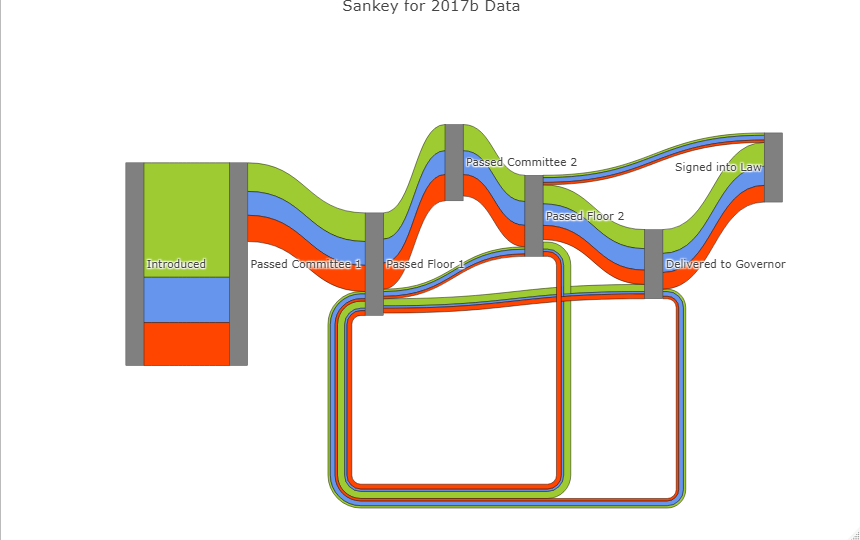 Sankey for 2017b Data
Passed Committee 2
Signed into Law
Passed Floor 2
Introduced
Passed Committee 1
Passed Floor 1
Delivered to Governor